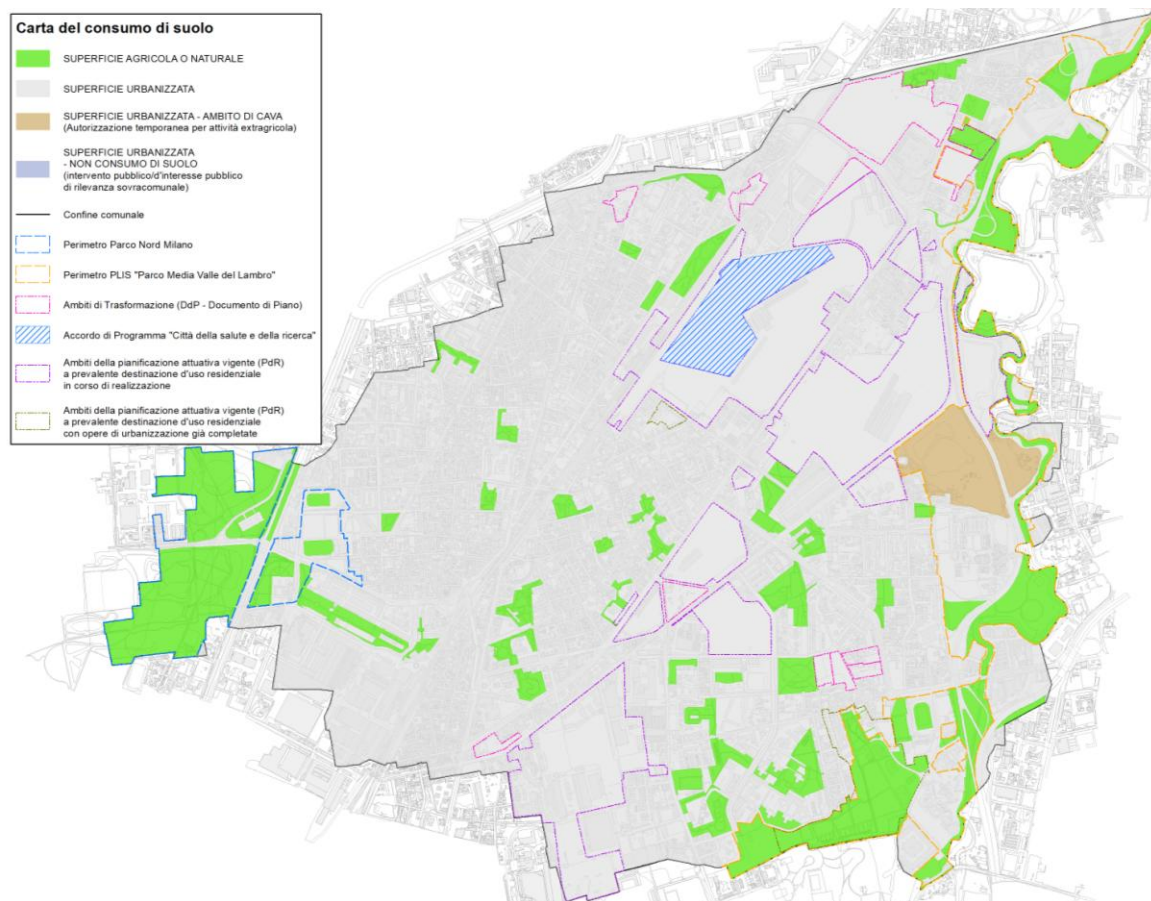 Carta del consumo di suolo
SUPERFICIE AGRICOLA O NATURALE
SUPERFICIE URBANIZZATA
SUPERFICIE URBANIZZATA - AMBITO DI CAVA
(Autorizzazione temporanea per attività extragricola)
SUPERFICIE URBANIZZATA
- NON CONSUMO DI SUOLO
(intervento pubblico/d'interesse pubblico
di rilevanza sovracomunale)
Confine comunale
Perimetro Parco Nord Milano
Perimetro PLIS "Parco Media Valle del Lambro"
Ambiti di Trasformazione (DdP - Documento di Piano)
Accordo di Programma "Città della salute e della ricerca"
Ambiti della pianificazione attuativa vigente (PdR)
a prevalente destinazione d'uso residenziale
in corso di realizzazione
Ambiti della pianificazione attuativa vigente (PdR)
a prevalente destinazione d'uso residenziale
con opere di urbanizzazione già completate